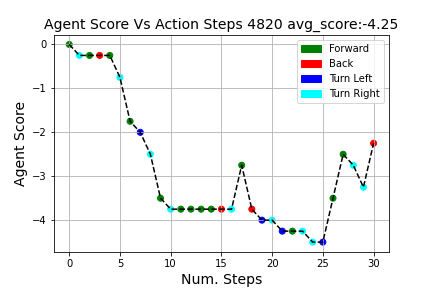 Agent Score Vs Action Steps 4820 avg_score:-4.25
0
−1
−2
−3
−4
Agent Score
Forward
Back
Turn Left
Turn Right
0 5 10 15 20 25 30
Num. Steps